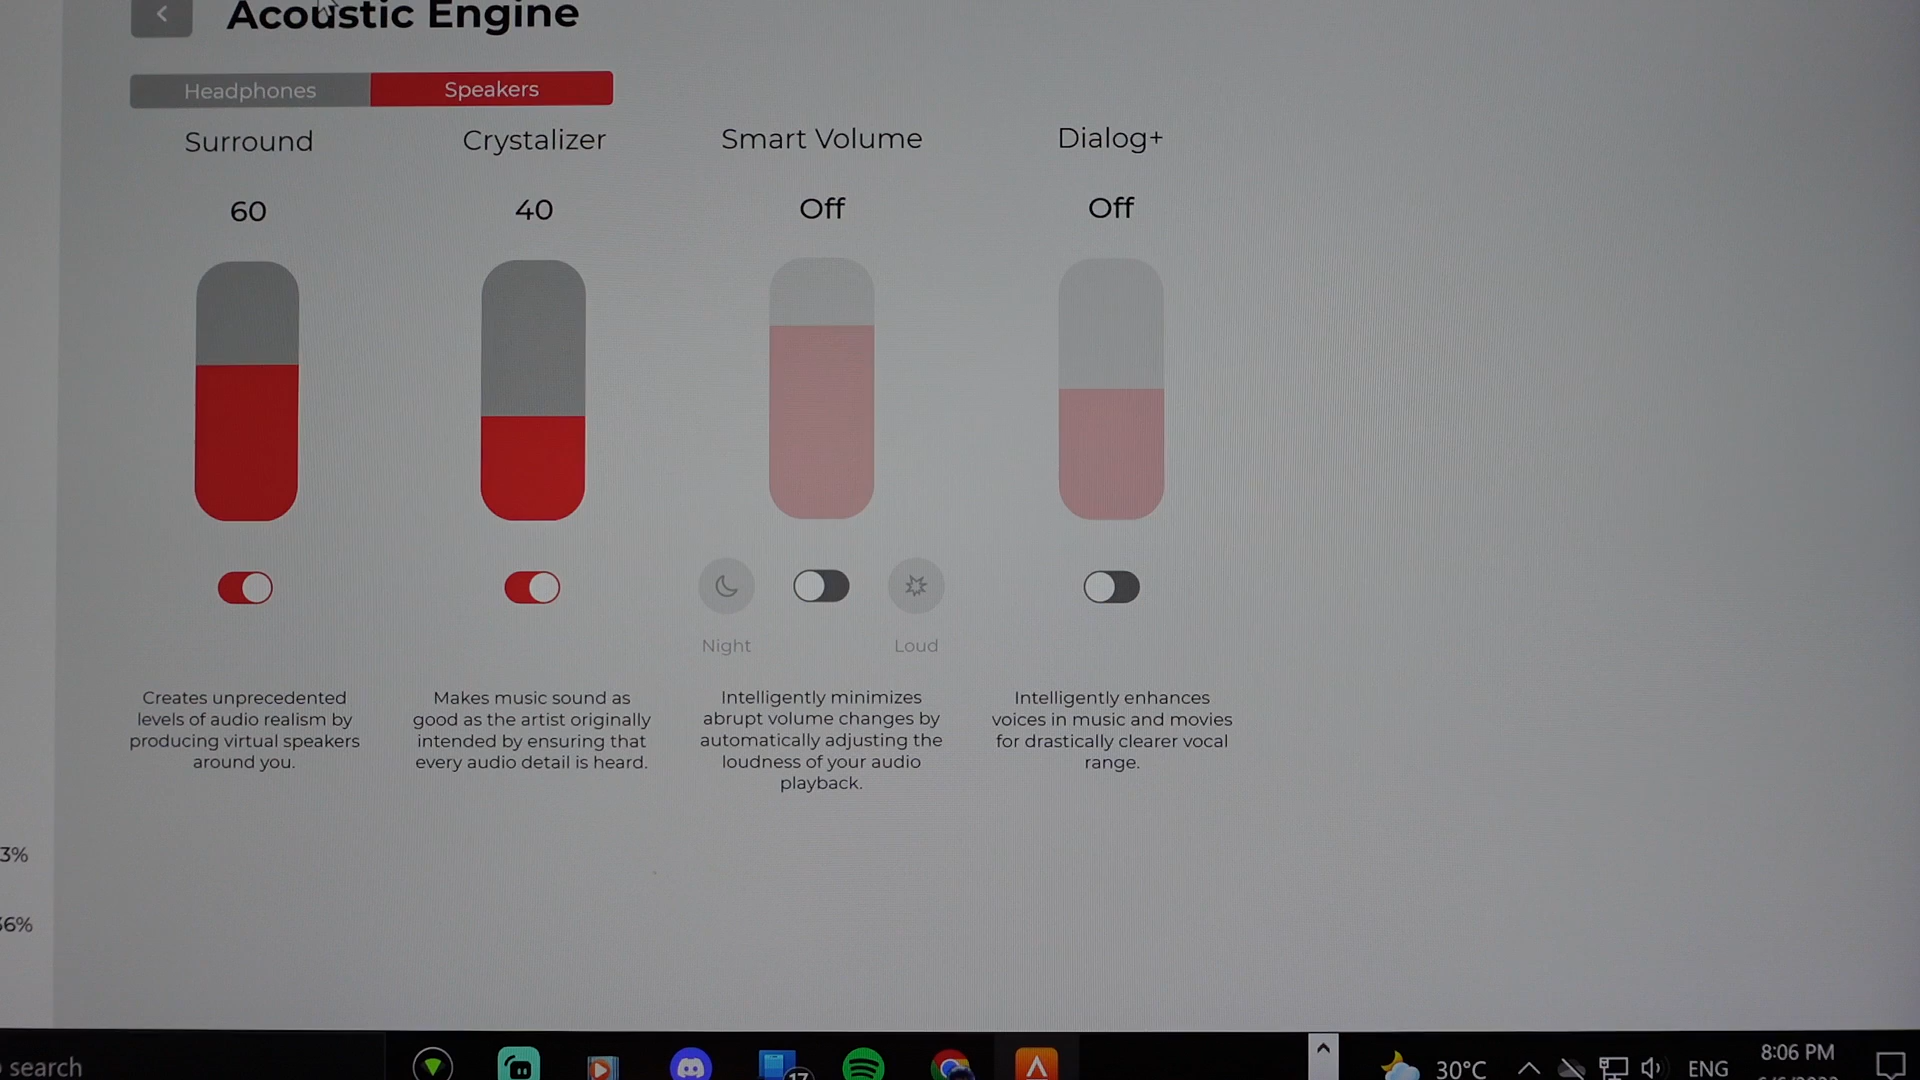 Acoustic Engine
Headphones
Speakers
Surround
Crystalizer
Smart Volume
Dialog+
60
40
Off
Off
Night
Loud
Creates unprecedented
levels of audio realism by
producing virtual speakers
around you.
Makes music sound as
good as the artist originally
intended by ensuring that
every audio detail is heard.
Intelligently minimizes
abrupt volume changes by
automatically adjusting the
loudness of your audio
playback.
Intelligently enhances
voices in music and movies
for drastically clearer vocal
range.
3%
36%
search
17
30°C
ENG
8:06 PM